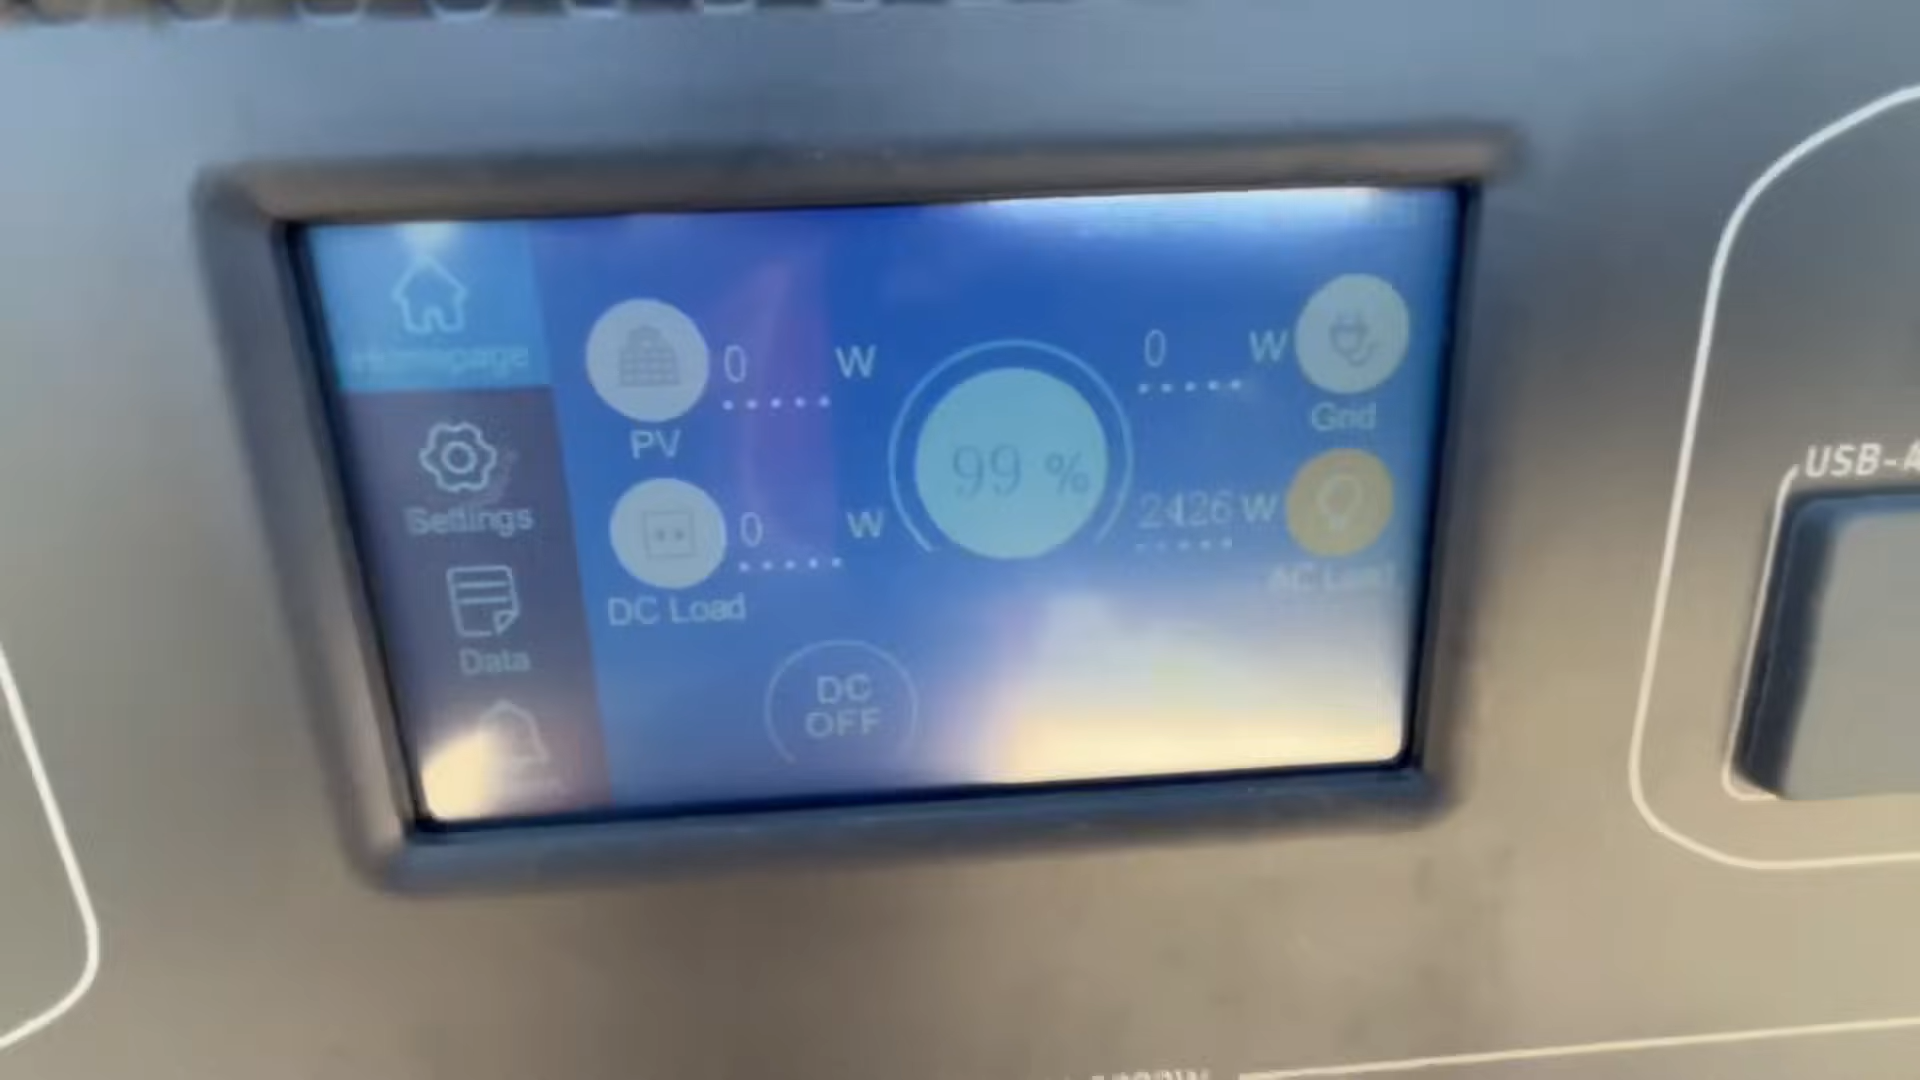 Homepage
Settings
Data
0 W
PV
0 W
DC Load
99 %
0 W
Grid
2426 W
AC Load
DC
OFF
USB-A